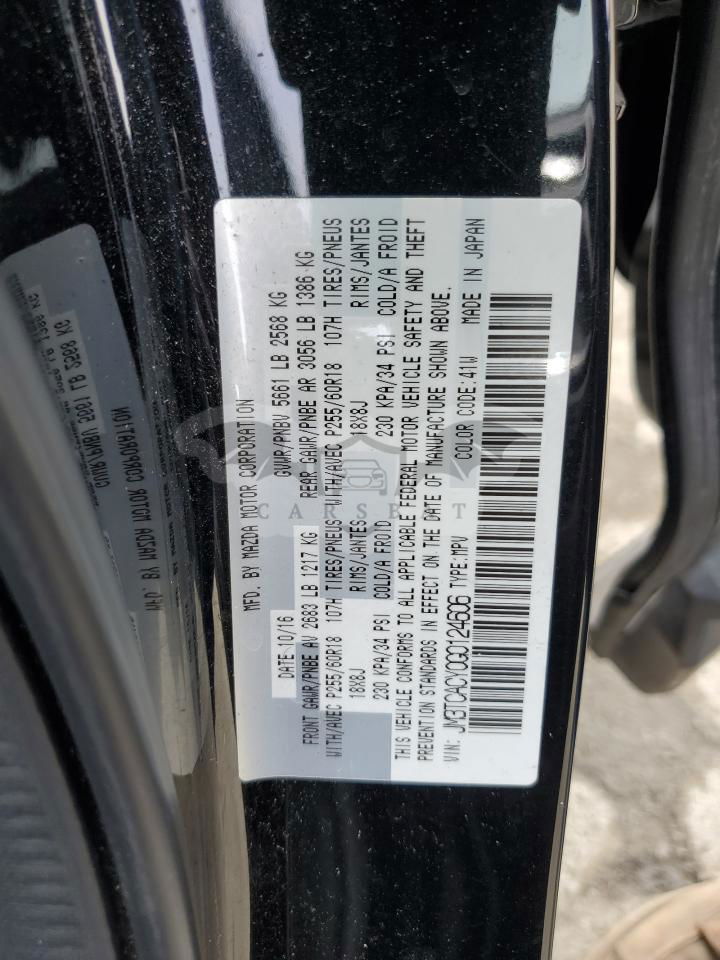 MFD. BY MAZDA MOTOR CORPORATION
DATE: 10/16 GVWR/PNBV 5661 LB 2568 KG
FRONT GAWR/PNBE AV 2683 LB 1217 KG REAR GAWR/PNBE AR 3056 LB 1386 KG
WITH/AVEC P255/60R18 107H TIRES/PNEUS WITH/AVEC P255/60R18 107H TIRES/PNEUS
18X8J RIMS/JANTES 18X8J RIMS/JANTES
230 KPA/34 PSI COLD/A FROID 230 KPA/34 PSI COLD/A FROID
THIS VEHICLE CONFORMS TO ALL APPLICABLE FEDERAL MOTOR VEHICLE SAFETY AND THEFT
PREVENTION STANDARDS IN EFFECT ON THE DATE OF MANUFACTURE SHOWN ABOVE.
VIN: JM3TCACY0G0124606 TYPE:MPV COLOR CODE:41W MADE IN JAPAN
CARSBAT